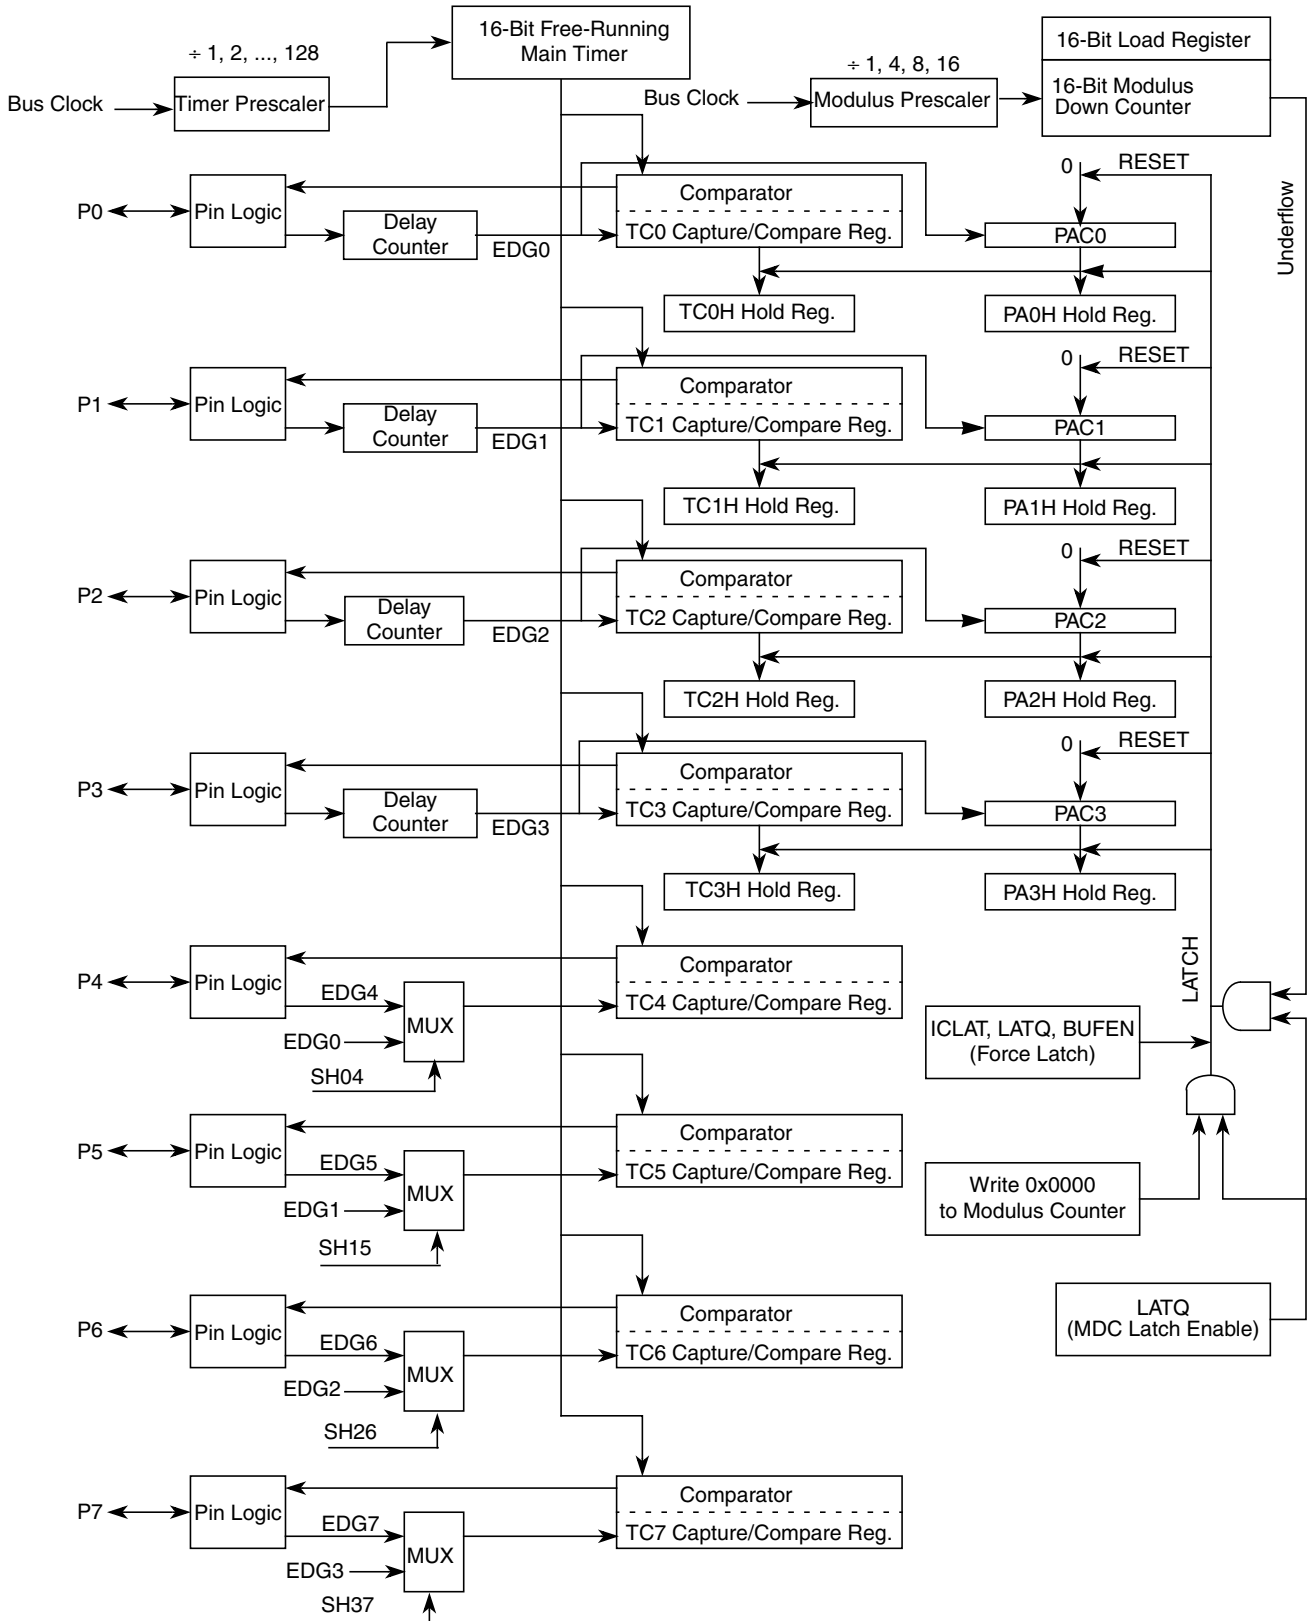 16-Bit Free-Running
Main Timer
16-Bit Load Register
÷ 1, 2, ..., 128
÷ 1, 4, 8, 16
Bus Clock
Timer Prescaler
Bus Clock
Modulus Prescaler
16-Bit Modulus
Down Counter
0
RESET
P0
Pin Logic
Comparator
Delay
Counter
EDG0
TC0 Capture/Compare Reg.
PAC0
Underflow
TC0H Hold Reg.
PA0H Hold Reg.
0
RESET
P1
Pin Logic
Comparator
Delay
Counter
EDG1
TC1 Capture/Compare Reg.
PAC1
TC1H Hold Reg.
PA1H Hold Reg.
0
RESET
P2
Pin Logic
Comparator
Delay
Counter
EDG2
TC2 Capture/Compare Reg.
PAC2
TC2H Hold Reg.
PA2H Hold Reg.
0
RESET
P3
Pin Logic
Comparator
Delay
Counter
EDG3
TC3 Capture/Compare Reg.
PAC3
TC3H Hold Reg.
PA3H Hold Reg.
LATCH
P4
Pin Logic
Comparator
EDG4
MUX
TC4 Capture/Compare Reg.
EDG0
SH04
ICLAT, LATQ, BUFEN
(Force Latch)
P5
Pin Logic
Comparator
EDG5
MUX
TC5 Capture/Compare Reg.
EDG1
SH15
Write 0x0000
to Modulus Counter
P6
Pin Logic
Comparator
EDG6
MUX
TC6 Capture/Compare Reg.
EDG2
SH26
LATQ
(MDC Latch Enable)
P7
Pin Logic
Comparator
EDG7
MUX
TC7 Capture/Compare Reg.
EDG3
SH37